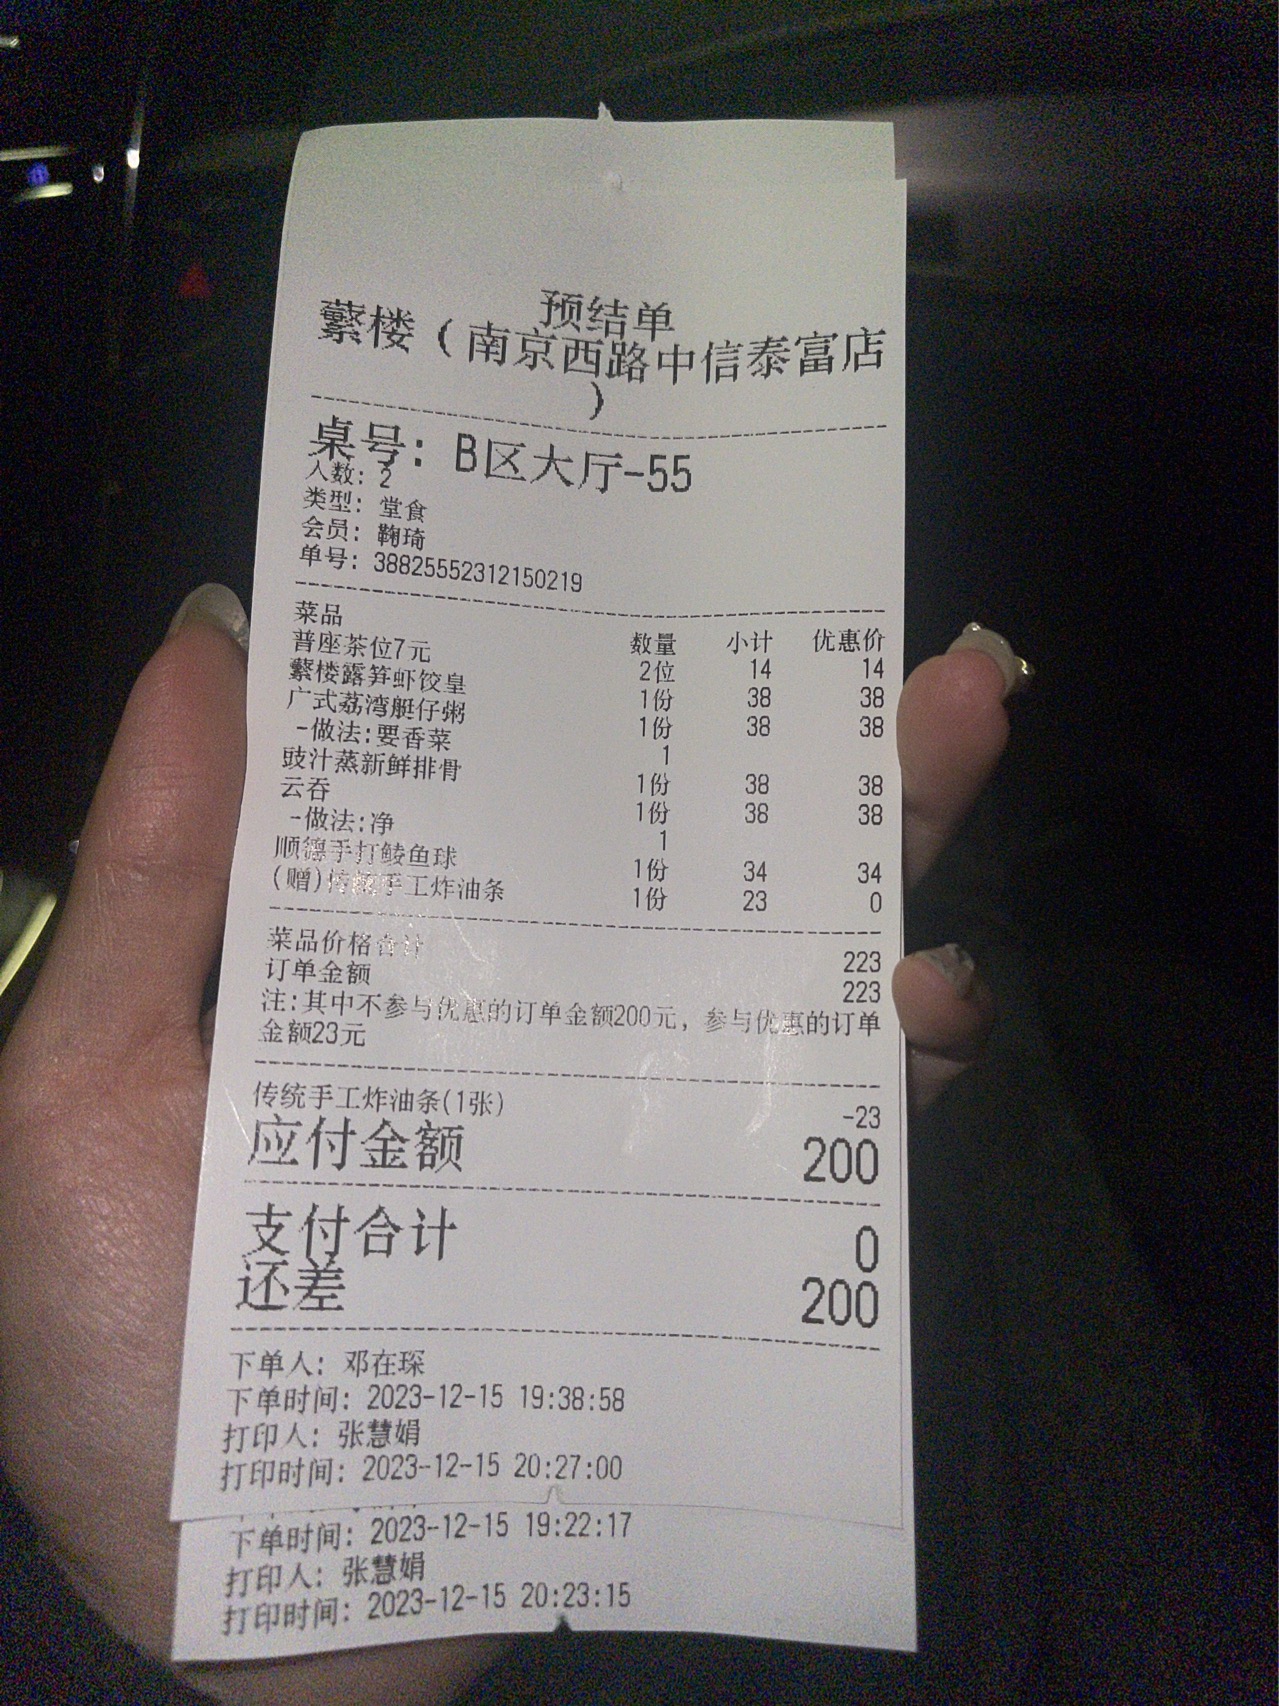 预结单
蘩楼（南京西路中信泰富店
）
桌号：B区大厅-55
人数：2
类型：堂食
会员：鞠琦
单号：38825552312150219
菜品 数量 小计 优惠价
普座茶位7元 2位 14 14
蘩楼露笋虾饺皇 1份 38 38
广式荔湾艇仔粥 1份 38 38
-做法:要香菜 1
豉汁蒸新鲜排骨 1份 38 38
云吞 1份 38 38
-做法:净 1
顺德手打鲮鱼球 1份 34 34
(赠)传统手工炸油条 1份 23 0
菜品价格合计 223
订单金额 223
注:其中不参与优惠的订单金额200元，参与优惠的订单
金额23元
传统手工炸油条(1张) -23
应付金额 200
支付合计 0
还差 200
下单人：邓在琛
下单时间：2023-12-15 19:38:58
打印人：张慧娟
打印时间：2023-12-15 20:27:00
下单时间：2023-12-15 19:22:17
打印人：张慧娟
打印时间：2023-12-15 20:23:15